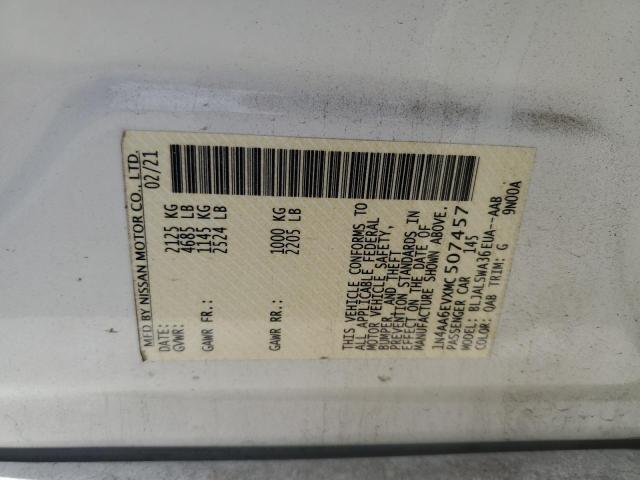 MFD BY NISSAN MOTOR CO., LTD.
DATE: 02/21
GVWR: 2125 KG
4685 LB
GAWR FR.: 1145 KG
2524 LB
GAWR RR.: 1000 KG
2205 LB
THIS VEHICLE CONFORMS TO
ALL APPLICABLE FEDERAL
MOTOR VEHICLE SAFETY,
BUMPER, AND THEFT
PREVENTION STANDARDS IN
EFFECT ON THE DATE OF
MANUFACTURE SHOWN ABOVE.
1N4AA6EVXMC507457
PASSENGER CAR 145
MODEL: BLJALSWA36EUA--AAB
COLOR: QAB TRIM: G 9N00A